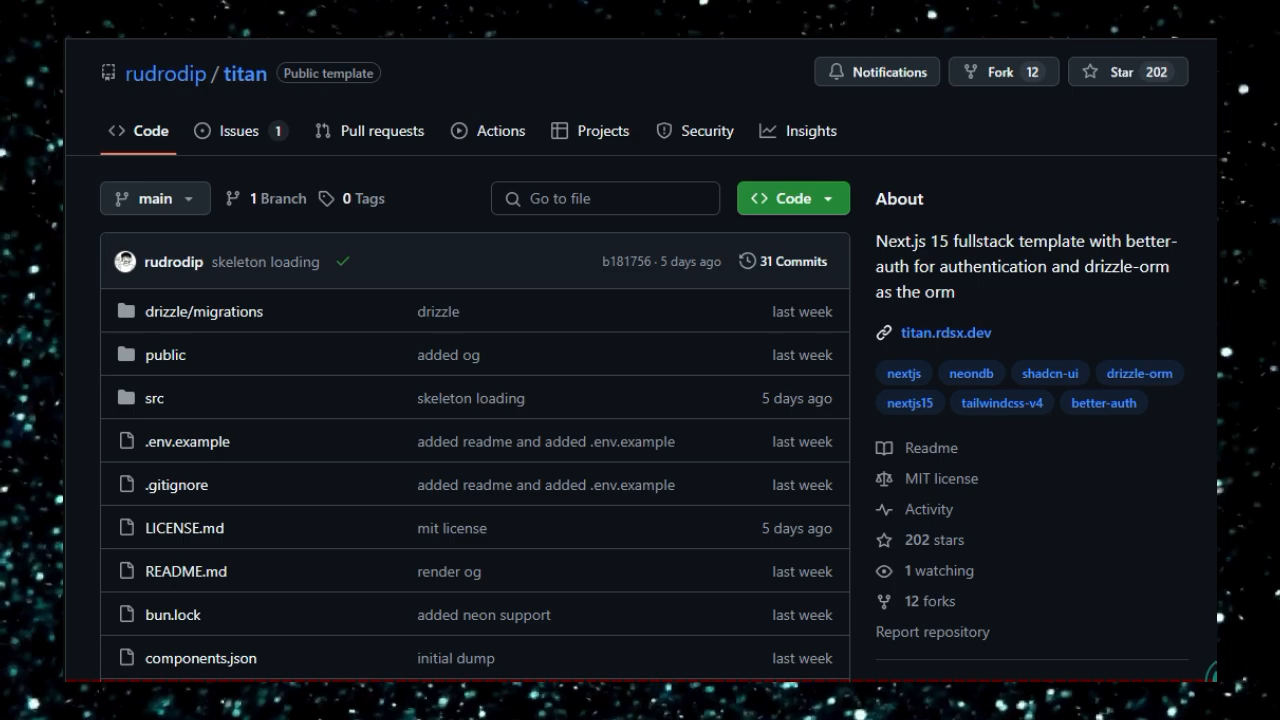 rudrodip / titan Public template
Notifications Fork 12 Star 202
Code Issues 1 Pull requests Actions Projects Security Insights
main 1 Branch 0 Tags Go to file Code
rudrodip skeleton loading b181756 · 5 days ago 31 Commits
drizzle/migrations drizzle last week
public added og last week
src skeleton loading 5 days ago
.env.example added readme and added .env.example last week
.gitignore added readme and added .env.example last week
LICENSE.md mit license 5 days ago
README.md render og last week
bun.lock added neon support last week
components.json initial dump last week
About
Next.js 15 fullstack template with better-
auth for authentication and drizzle-orm
as the orm
titan.rdsx.dev
nextjs neondb shadcn-ui drizzle-orm
nextjs15 tailwindcss-v4 better-auth
Readme
MIT license
Activity
202 stars
1 watching
12 forks
Report repository